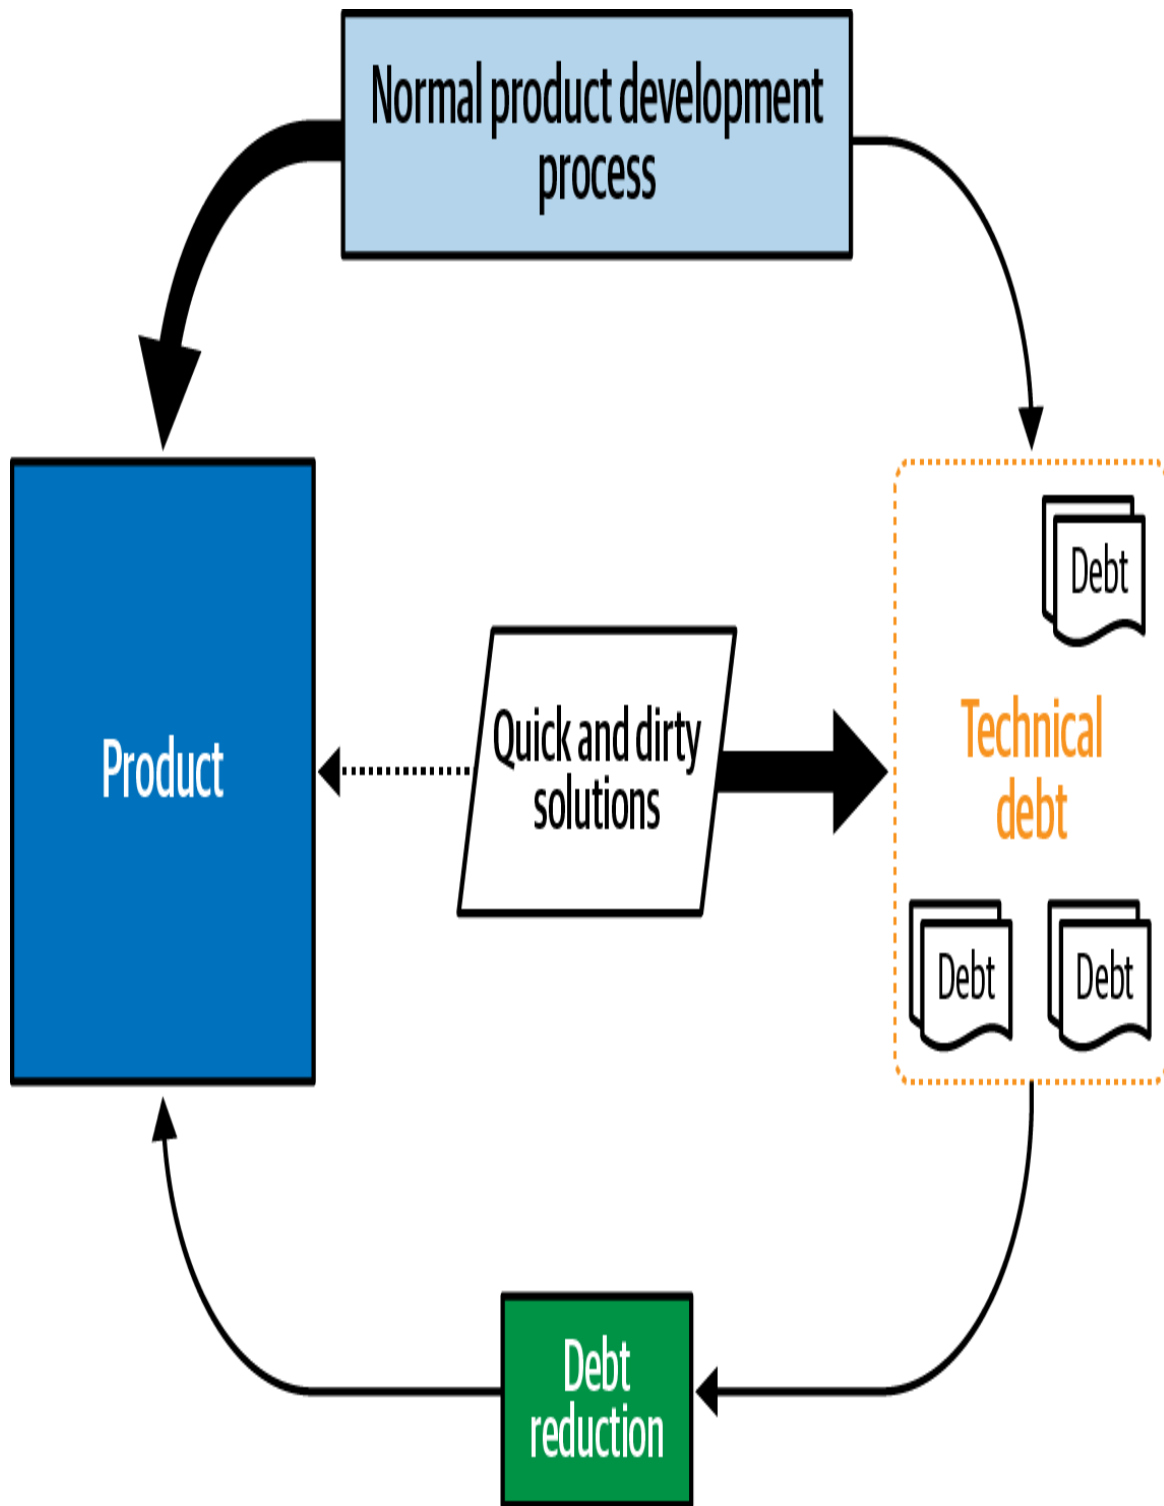 Normal product development
process
Debt
Product
Quick and dirty
solutions
Technical
debt
Debt
Debt
Debt
reduction